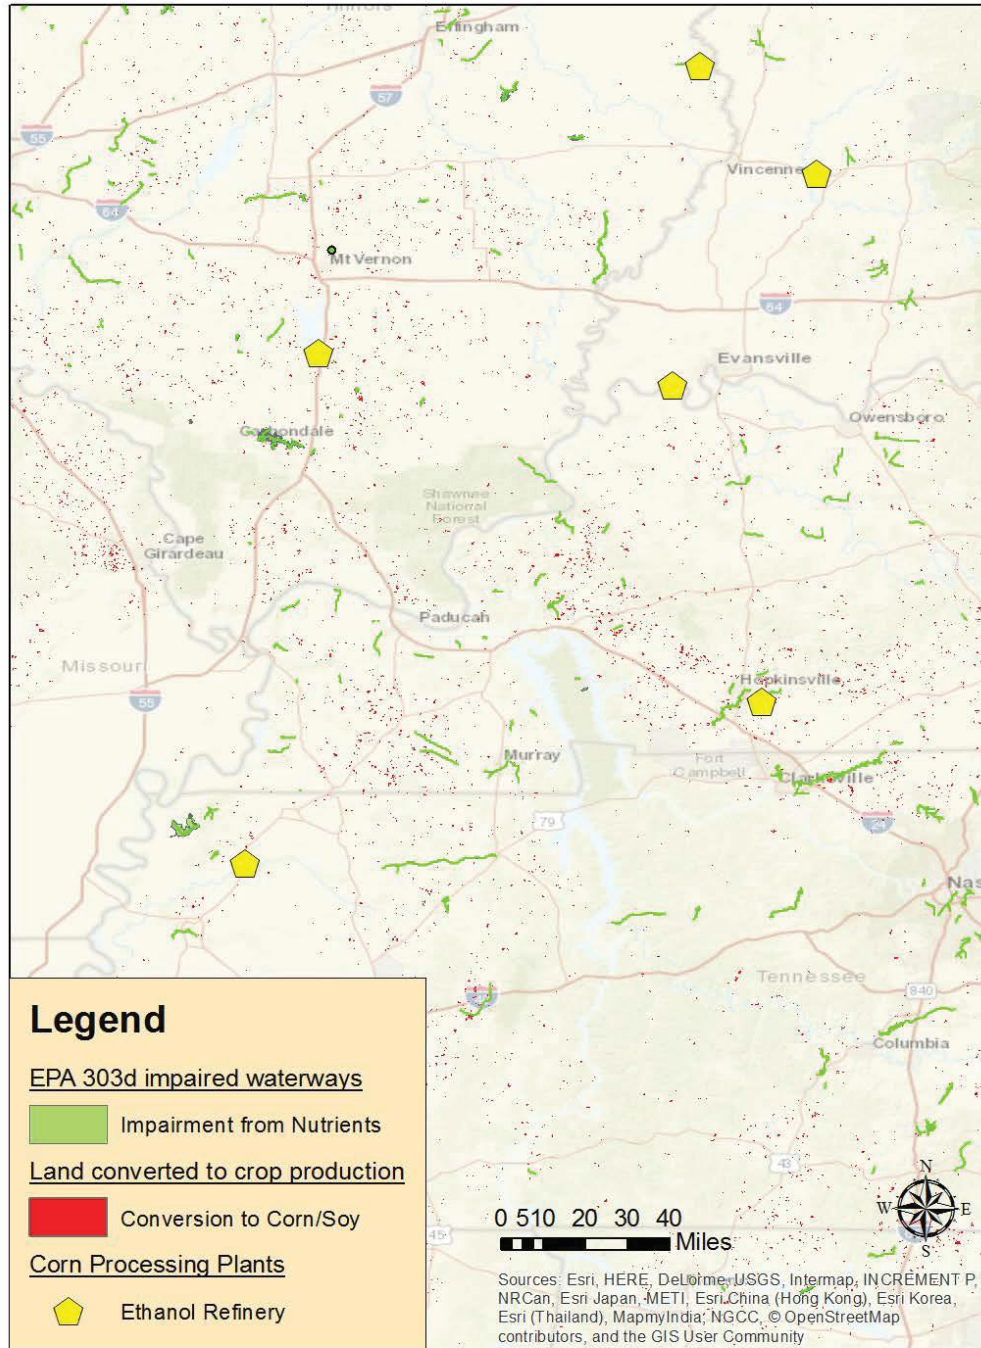 Illinois
Effingham
57
55
Vincenne
64
Mt Vernon
64
Evansville
Owensboro
Carbondale
Shawnee
National
Forest
Cape
Girardeau
Paducah
Missouri
Hopkinsville
55
Murray
Fort
Campbell
Clarksville
79
24
Nas
Tennessee
840
Columbia
43
45
Legend
EPA 303d impaired waterways
Impairment from Nutrients
Land converted to crop production
Conversion to Corn/Soy
Corn Processing Plants
Ethanol Refinery
N
W E
S
0 510 20 30 40
Miles
Sources: Esri, HERE, DeLorme, USGS, Intermap, INCREMENT P,
NRCan, Esri Japan, METI, Esri China (Hong Kong), Esri Korea,
Esri (Thailand), MapmyIndia, NGCC, © OpenStreetMap
contributors, and the GIS User Community